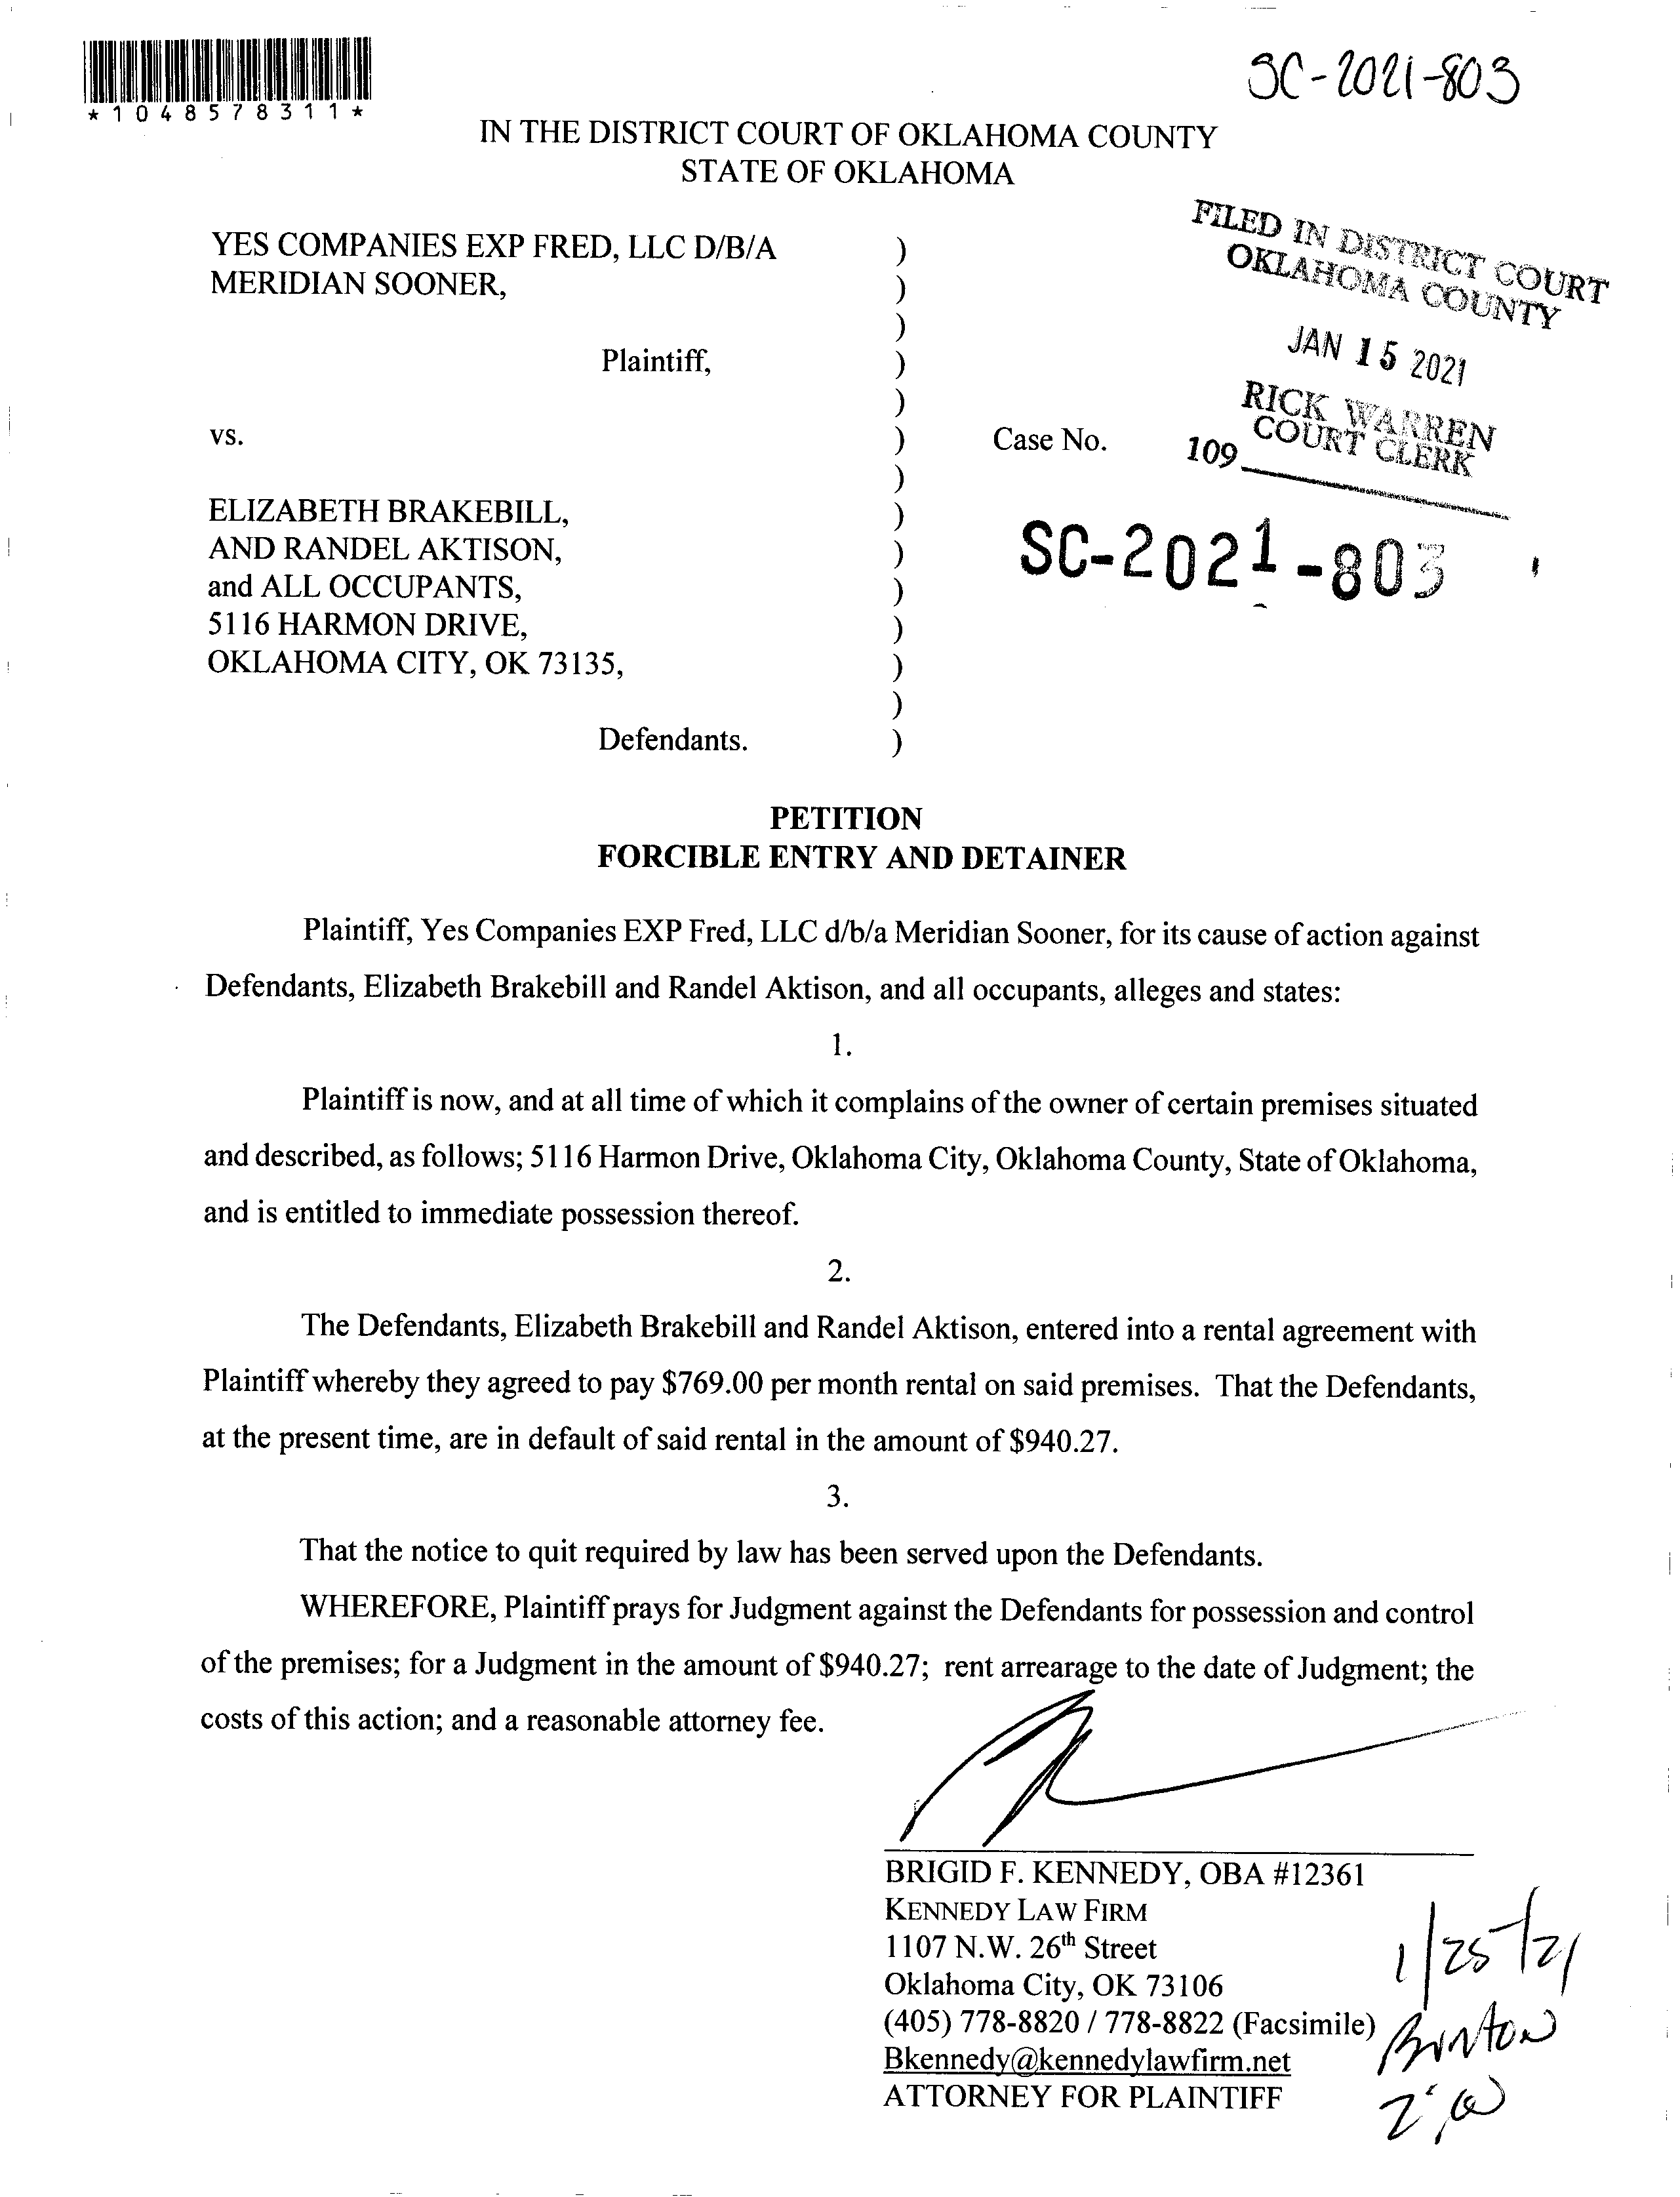 *1048578311*
SC-2021-803
IN THE DISTRICT COURT OF OKLAHOMA COUNTY
STATE OF OKLAHOMA
YES COMPANIES EXP FRED, LLC D/B/A )
MERIDIAN SOONER, )
)
Plaintiff, )
)
vs. ) Case No.
)
ELIZABETH BRAKEBILL, )
AND RANDEL AKTISON, )
and ALL OCCUPANTS, )
5116 HARMON DRIVE, )
OKLAHOMA CITY, OK 73135, )
)
Defendants. )
FILED IN DISTRICT COURT
OKLAHOMA COUNTY
JAN 15 2021
RICK WARREN
COURT CLERK
109
SC-2021-803
PETITION
FORCIBLE ENTRY AND DETAINER
Plaintiff, Yes Companies EXP Fred, LLC d/b/a Meridian Sooner, for its cause of action against
Defendants, Elizabeth Brakebill and Randel Aktison, and all occupants, alleges and states:
1.
Plaintiff is now, and at all time of which it complains of the owner of certain premises situated
and described, as follows; 5116 Harmon Drive, Oklahoma City, Oklahoma County, State of Oklahoma,
and is entitled to immediate possession thereof.
2.
The Defendants, Elizabeth Brakebill and Randel Aktison, entered into a rental agreement with
Plaintiff whereby they agreed to pay $769.00 per month rental on said premises. That the Defendants,
at the present time, are in default of said rental in the amount of $940.27.
3.
That the notice to quit required by law has been served upon the Defendants.
WHEREFORE, Plaintiff prays for Judgment against the Defendants for possession and control
of the premises; for a Judgment in the amount of $940.27; rent arrearage to the date of Judgment; the
costs of this action; and a reasonable attorney fee.
BRIGID F. KENNEDY, OBA #12361
KENNEDY LAW FIRM
1107 N.W. 26th Street
Oklahoma City, OK 73106
(405) 778-8820 / 778-8822 (Facsimile)
Bkennedy@kennedylawfirm.net
ATTORNEY FOR PLAINTIFF
1/25/21